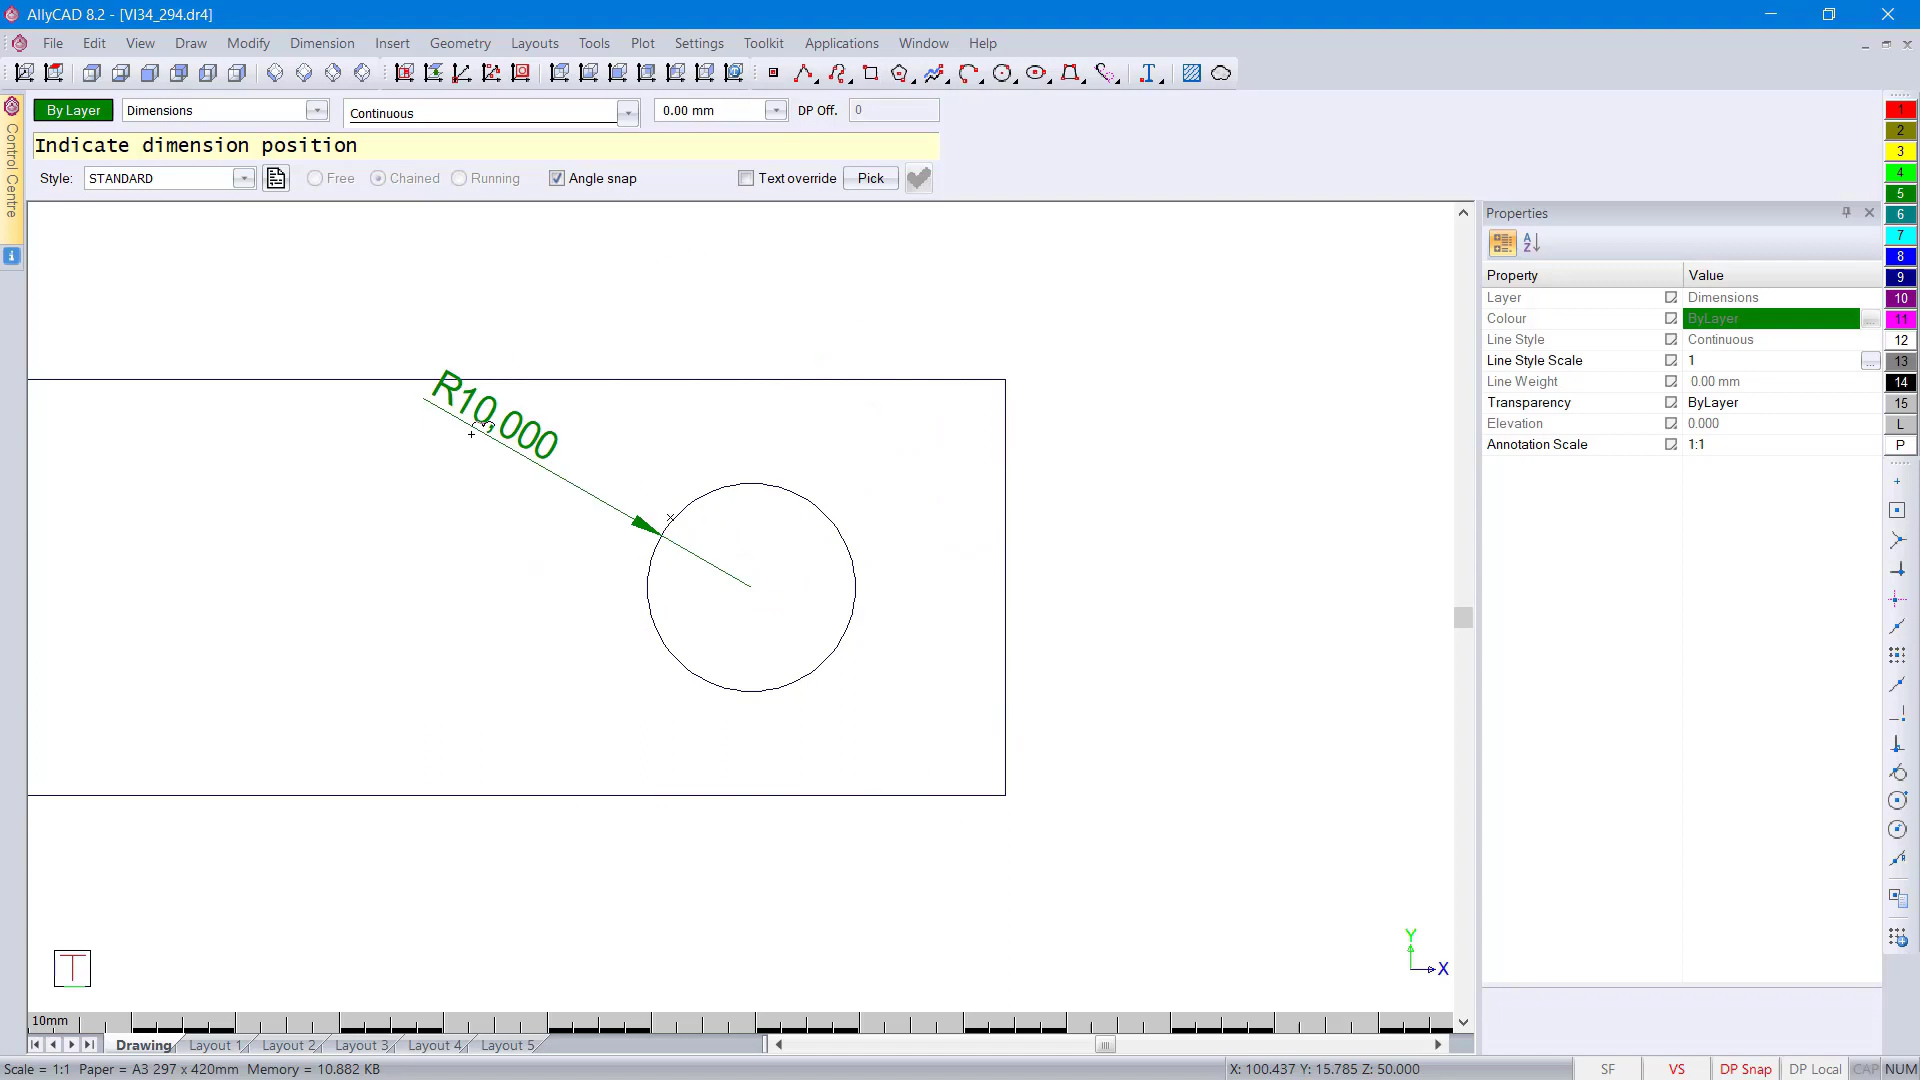 AllyCAD 8.2 - [VI34_294.dr4]
File Edit View Draw Modify Dimension Insert Geometry Layouts Tools Plot Settings Toolkit Applications Window Help
By Layer Dimensions Continuous 0.00 mm DP Off. 0
Indicate dimension position
Style: STANDARD Free Chained Running Angle snap Text override Pick
Control Centre
R10,000
Properties
Property Value
Layer Dimensions
Colour ByLayer
Line Style Continuous
Line Style Scale 1
Line Weight 0.00 mm
Transparency ByLayer
Elevation 0.000
Annotation Scale 1:1
1
2
3
4
5
6
7
8
9
10
11
12
13
14
15
L
P
Y
X
T
10mm
Drawing Layout 1 Layout 2 Layout 3 Layout 4 Layout 5
Scale = 1:1 Paper = A3 297 x 420mm Memory = 10.882 KB X: 100.437 Y: 15.785 Z: 50.000 SF VS DP Snap DP Local CAP NUM